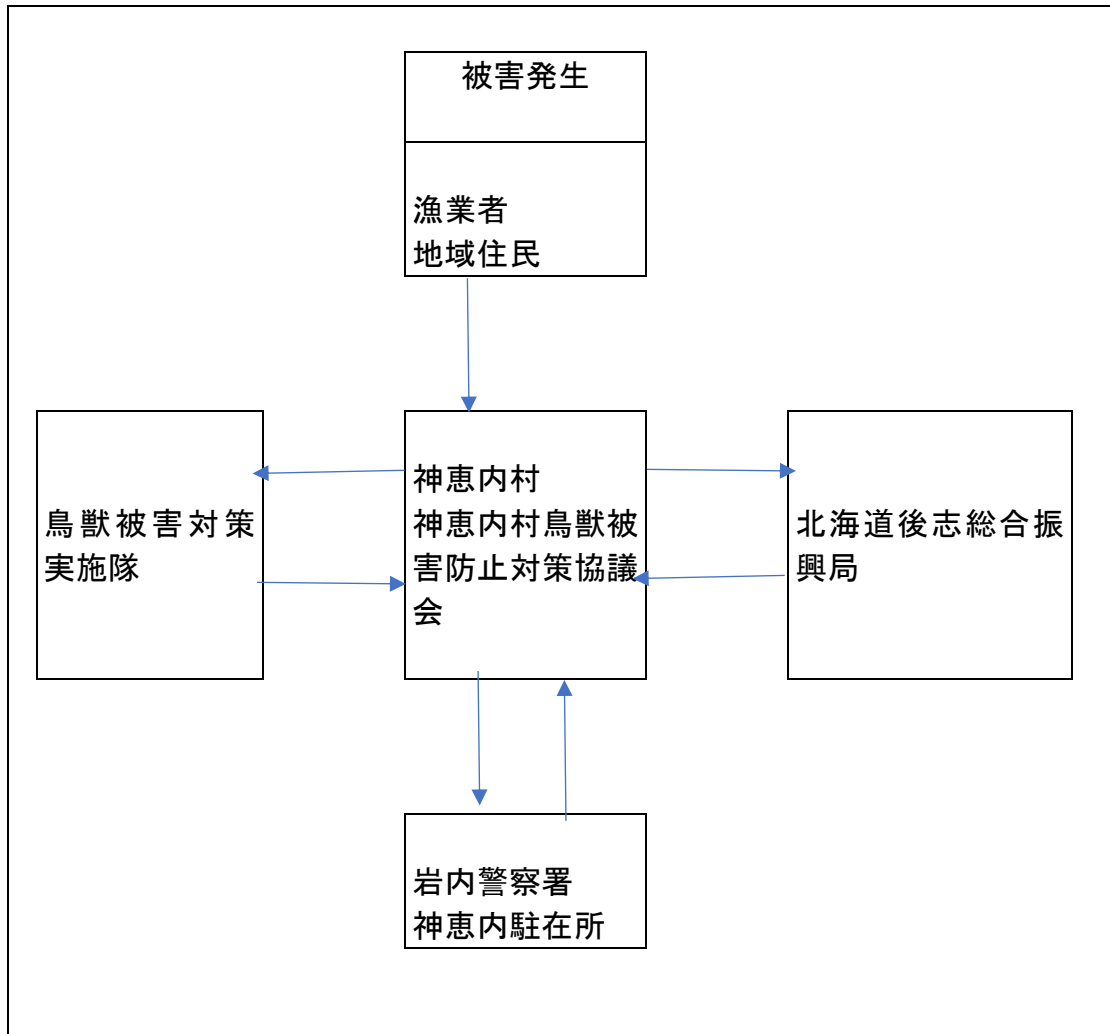 被害発生
漁業者
地域住民
鳥獣被害対策
実施隊
神恵内村
神恵内村鳥獣被
害防止対策協議
会
北海道後志総合振
興局
岩内警察署
神恵内駐在所